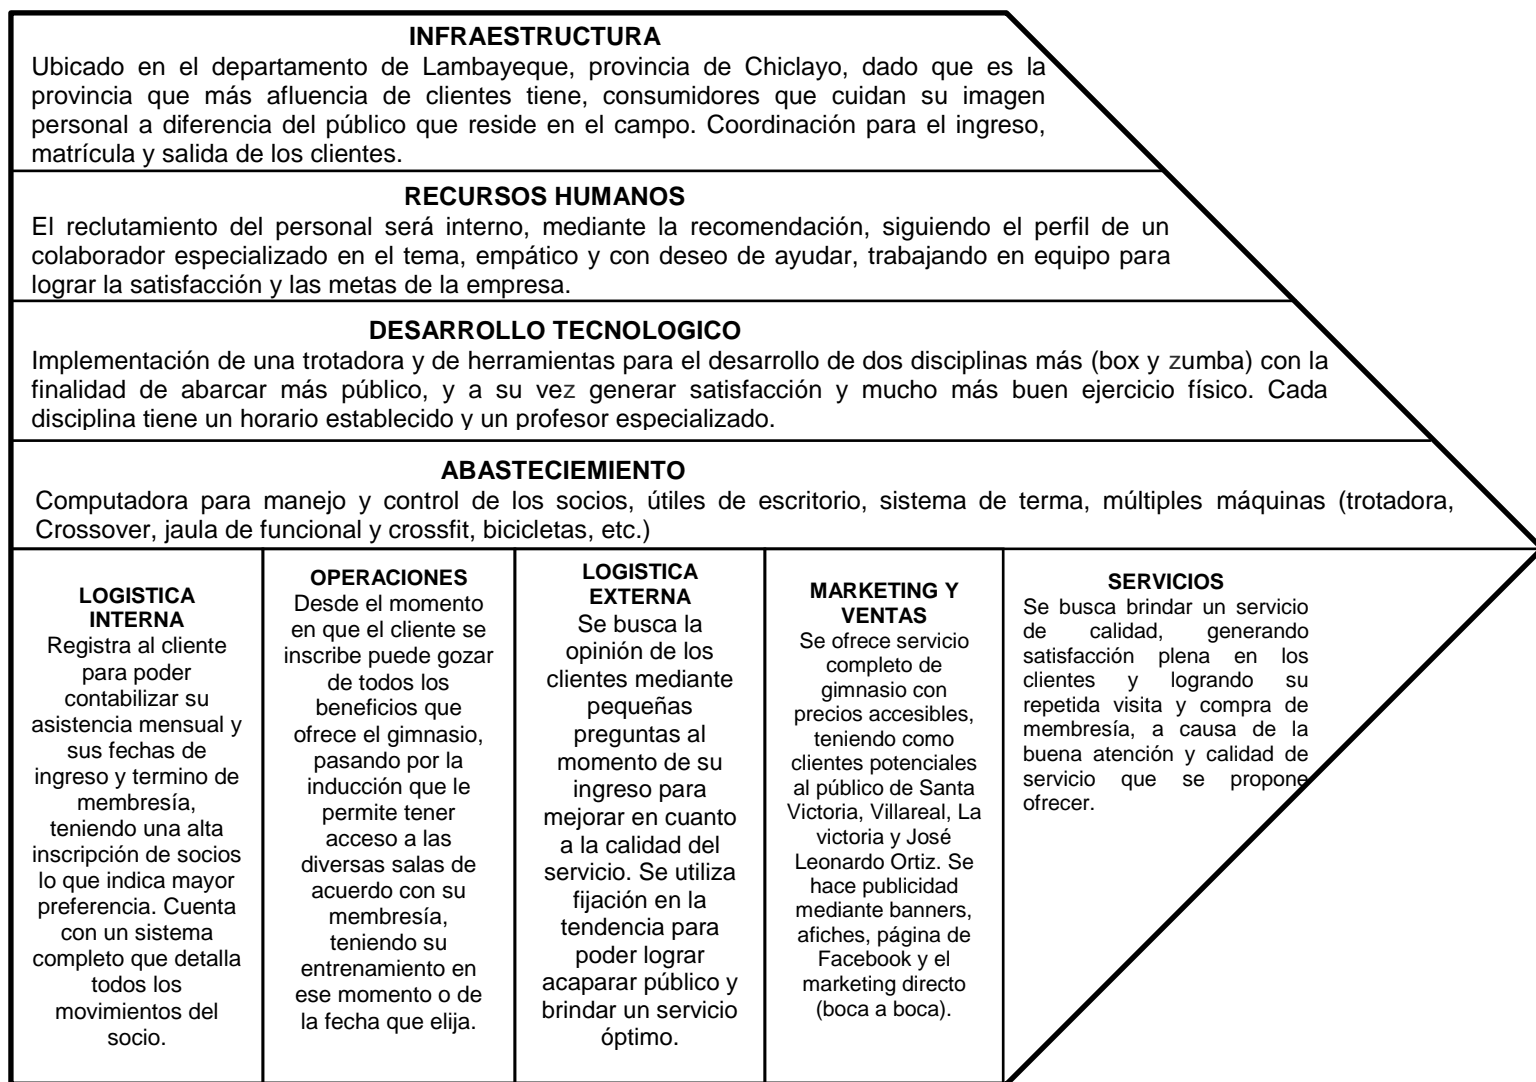 INFRAESTRUCTURA
Ubicado en el departamento de Lambayeque, provincia de Chiclayo, dado que es la
provincia que más afluencia de clientes tiene, consumidores que cuidan su imagen
personal a diferencia del público que reside en el campo. Coordinación para el ingreso,
matrícula y salida de los clientes.
RECURSOS HUMANOS
El reclutamiento del personal será interno, mediante la recomendación, siguiendo el perfil de un
colaborador especializado en el tema, empático y con deseo de ayudar, trabajando en equipo para
lograr la satisfacción y las metas de la empresa.
DESARROLLO TECNOLOGICO
Implementación de una trotadora y de herramientas para el desarrollo de dos disciplinas más (box y zumba) con la
finalidad de abarcar más público, y a su vez generar satisfacción y mucho más buen ejercicio físico. Cada
disciplina tiene un horario establecido y un profesor especializado.
ABASTECIEMIENTO
Computadora para manejo y control de los socios, útiles de escritorio, sistema de terma, múltiples máquinas (trotadora,
Crossover, jaula de funcional y crossfit, bicicletas, etc.)
LOGISTICA
INTERNA
Registra al cliente
para poder
contabilizar su
asistencia mensual y
sus fechas de
ingreso y termino de
membresía,
teniendo una alta
inscripción de socios
lo que indica mayor
preferencia. Cuenta
con un sistema
completo que detalla
todos los
movimientos del
socio.
OPERACIONES
Desde el momento
en que el cliente se
inscribe puede gozar
de todos los
beneficios que
ofrece el gimnasio,
pasando por la
inducción que le
permite tener
acceso a las
diversas salas de
acuerdo con su
membresía,
teniendo su
entrenamiento en
ese momento o de
la fecha que elija.
LOGISTICA
EXTERNA
Se busca la
opinión de los
clientes mediante
pequeñas
preguntas al
momento de su
ingreso para
mejorar en cuanto
a la calidad del
servicio. Se utiliza
fijación en la
tendencia para
poder lograr
acaparar público y
brindar un servicio
óptimo.
MARKETING Y
VENTAS
Se ofrece servicio
completo de
gimnasio con
precios accesibles,
teniendo como
clientes potenciales
al público de Santa
Victoria, Villareal, La
victoria y José
Leonardo Ortiz. Se
hace publicidad
mediante banners,
afiches, página de
Facebook y el
marketing directo
(boca a boca).
SERVICIOS
Se busca brindar un servicio
de calidad, generando
satisfacción plena en los
clientes y logrando su
repetida visita y compra de
membresía, a causa de la
buena atención y calidad de
servicio que se propone
ofrecer.